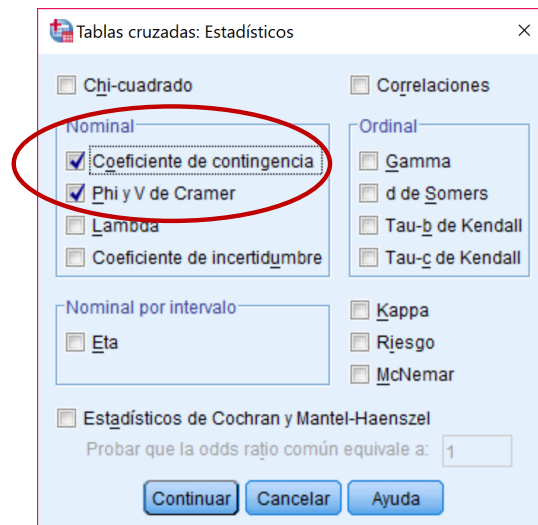 Tablas cruzadas: Estadísticos
Chi-cuadrado
Correlaciones
Nominal
Coeficiente de contingencia
Phi y V de Cramer
Lambda
Coeficiente de incertidumbre
Ordinal
Gamma
d de Somers
Tau-b de Kendall
Tau-c de Kendall
Nominal por intervalo
Eta
Kappa
Riesgo
McNemar
Estadísticos de Cochran y Mantel-Haenszel
Probar que la odds ratio común equivale a: 1
Continuar Cancelar Ayuda